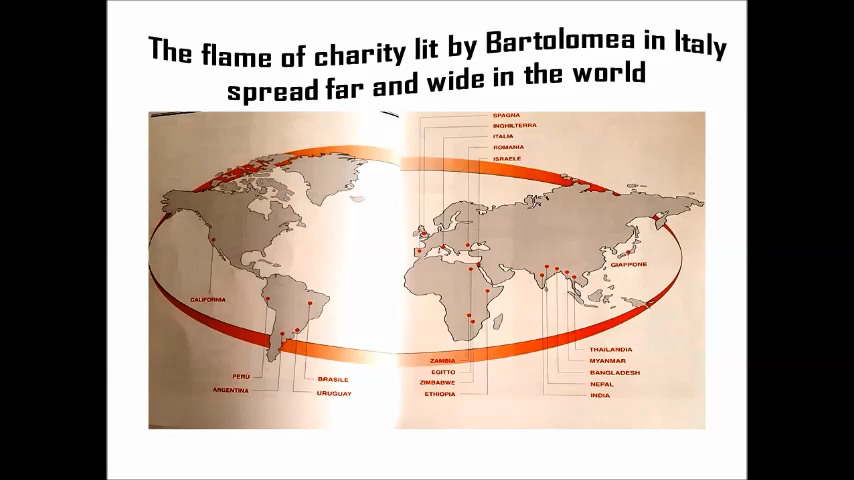 The flame of charity lit by Bartolomea in Italy
spread far and wide in the world
SPAGNA
INGHILTERRA
ITALIA
ROMANIA
ISRAELE
GIAPPONE
CALIFORNIA
PERÙ
ARGENTINA
BRASILE
URUGUAY
ZAMBIA
EGITTO
ZIMBABWE
ETHIOPIA
THAILANDIA
MYANMAR
BANGLADESH
NEPAL
INDIA